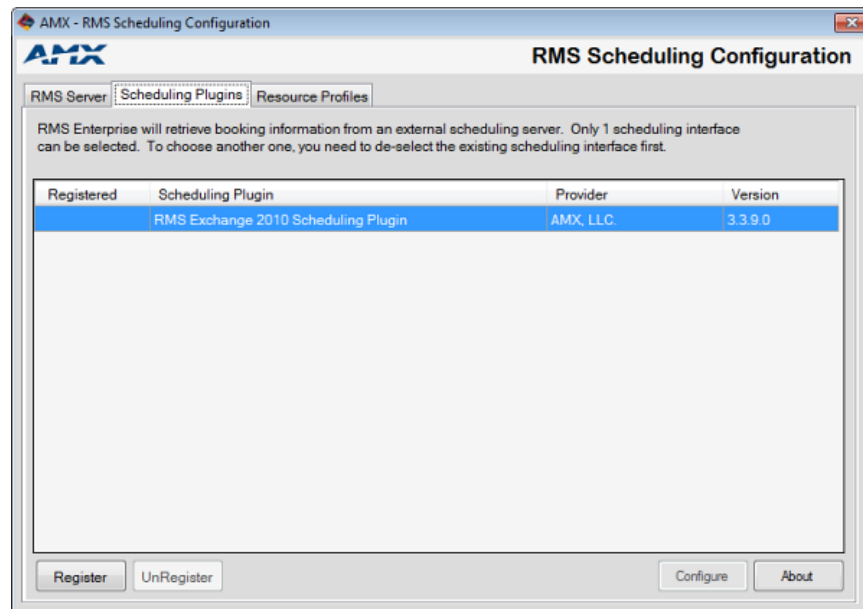 AMX - RMS Scheduling Configuration
AMX
RMS Scheduling Configuration
RMS Server Scheduling Plugins Resource Profiles
RMS Enterprise will retrieve booking information from an external scheduling server. Only 1 scheduling interface
can be selected. To choose another one, you need to de-select the existing scheduling interface first.
Registered Scheduling Plugin Provider Version
RMS Exchange 2010 Scheduling Plugin AMX, LLC. 3.3.9.0
Register UnRegister Configure About